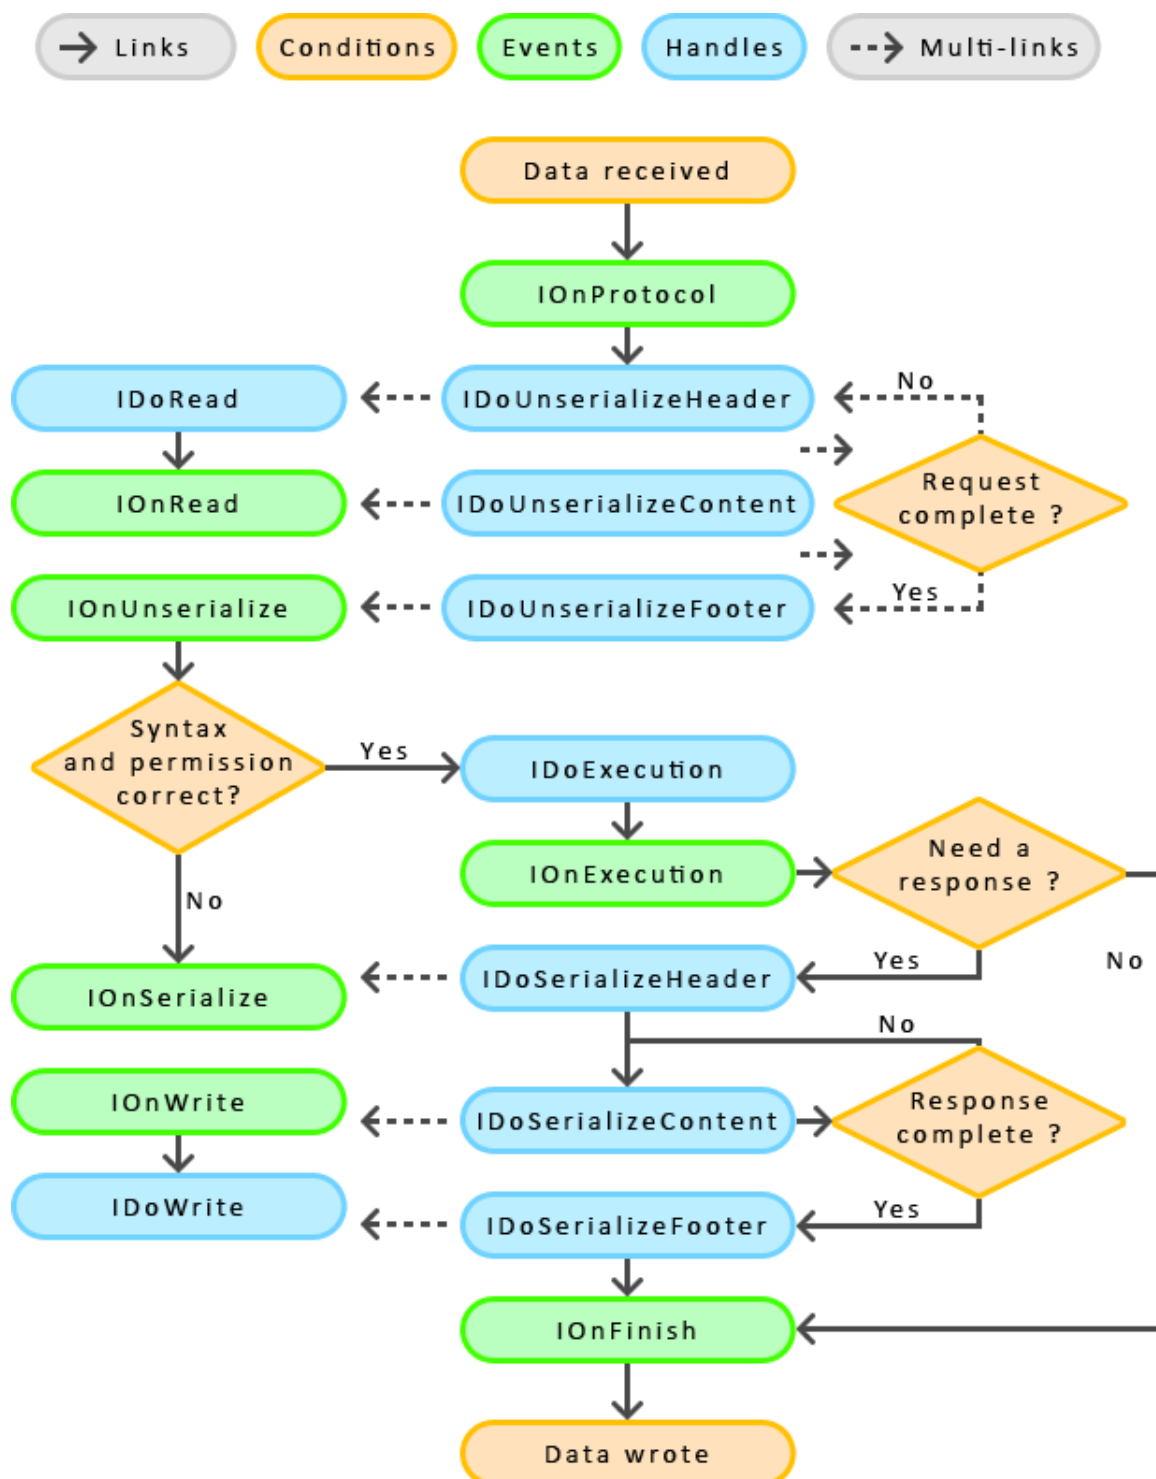 Links
Conditions
Events
Handles
Multi-links
Data received
IOnProtocol
IDoRead
IDoUnserializeHeader
No
IOnRead
IDoUnserializeContent
Request
complete ?
IOnUnserialize
IDoUnserializeFooter
Yes
Syntax
and permission
correct?
Yes
IDoExecution
IOnExecution
Need a
response ?
No
No
IOnSerialize
IDoSerializeHeader
Yes
No
IOnWrite
IDoSerializeContent
Response
complete ?
IDoWrite
IDoSerializeFooter
Yes
IOnFinish
Data wrote